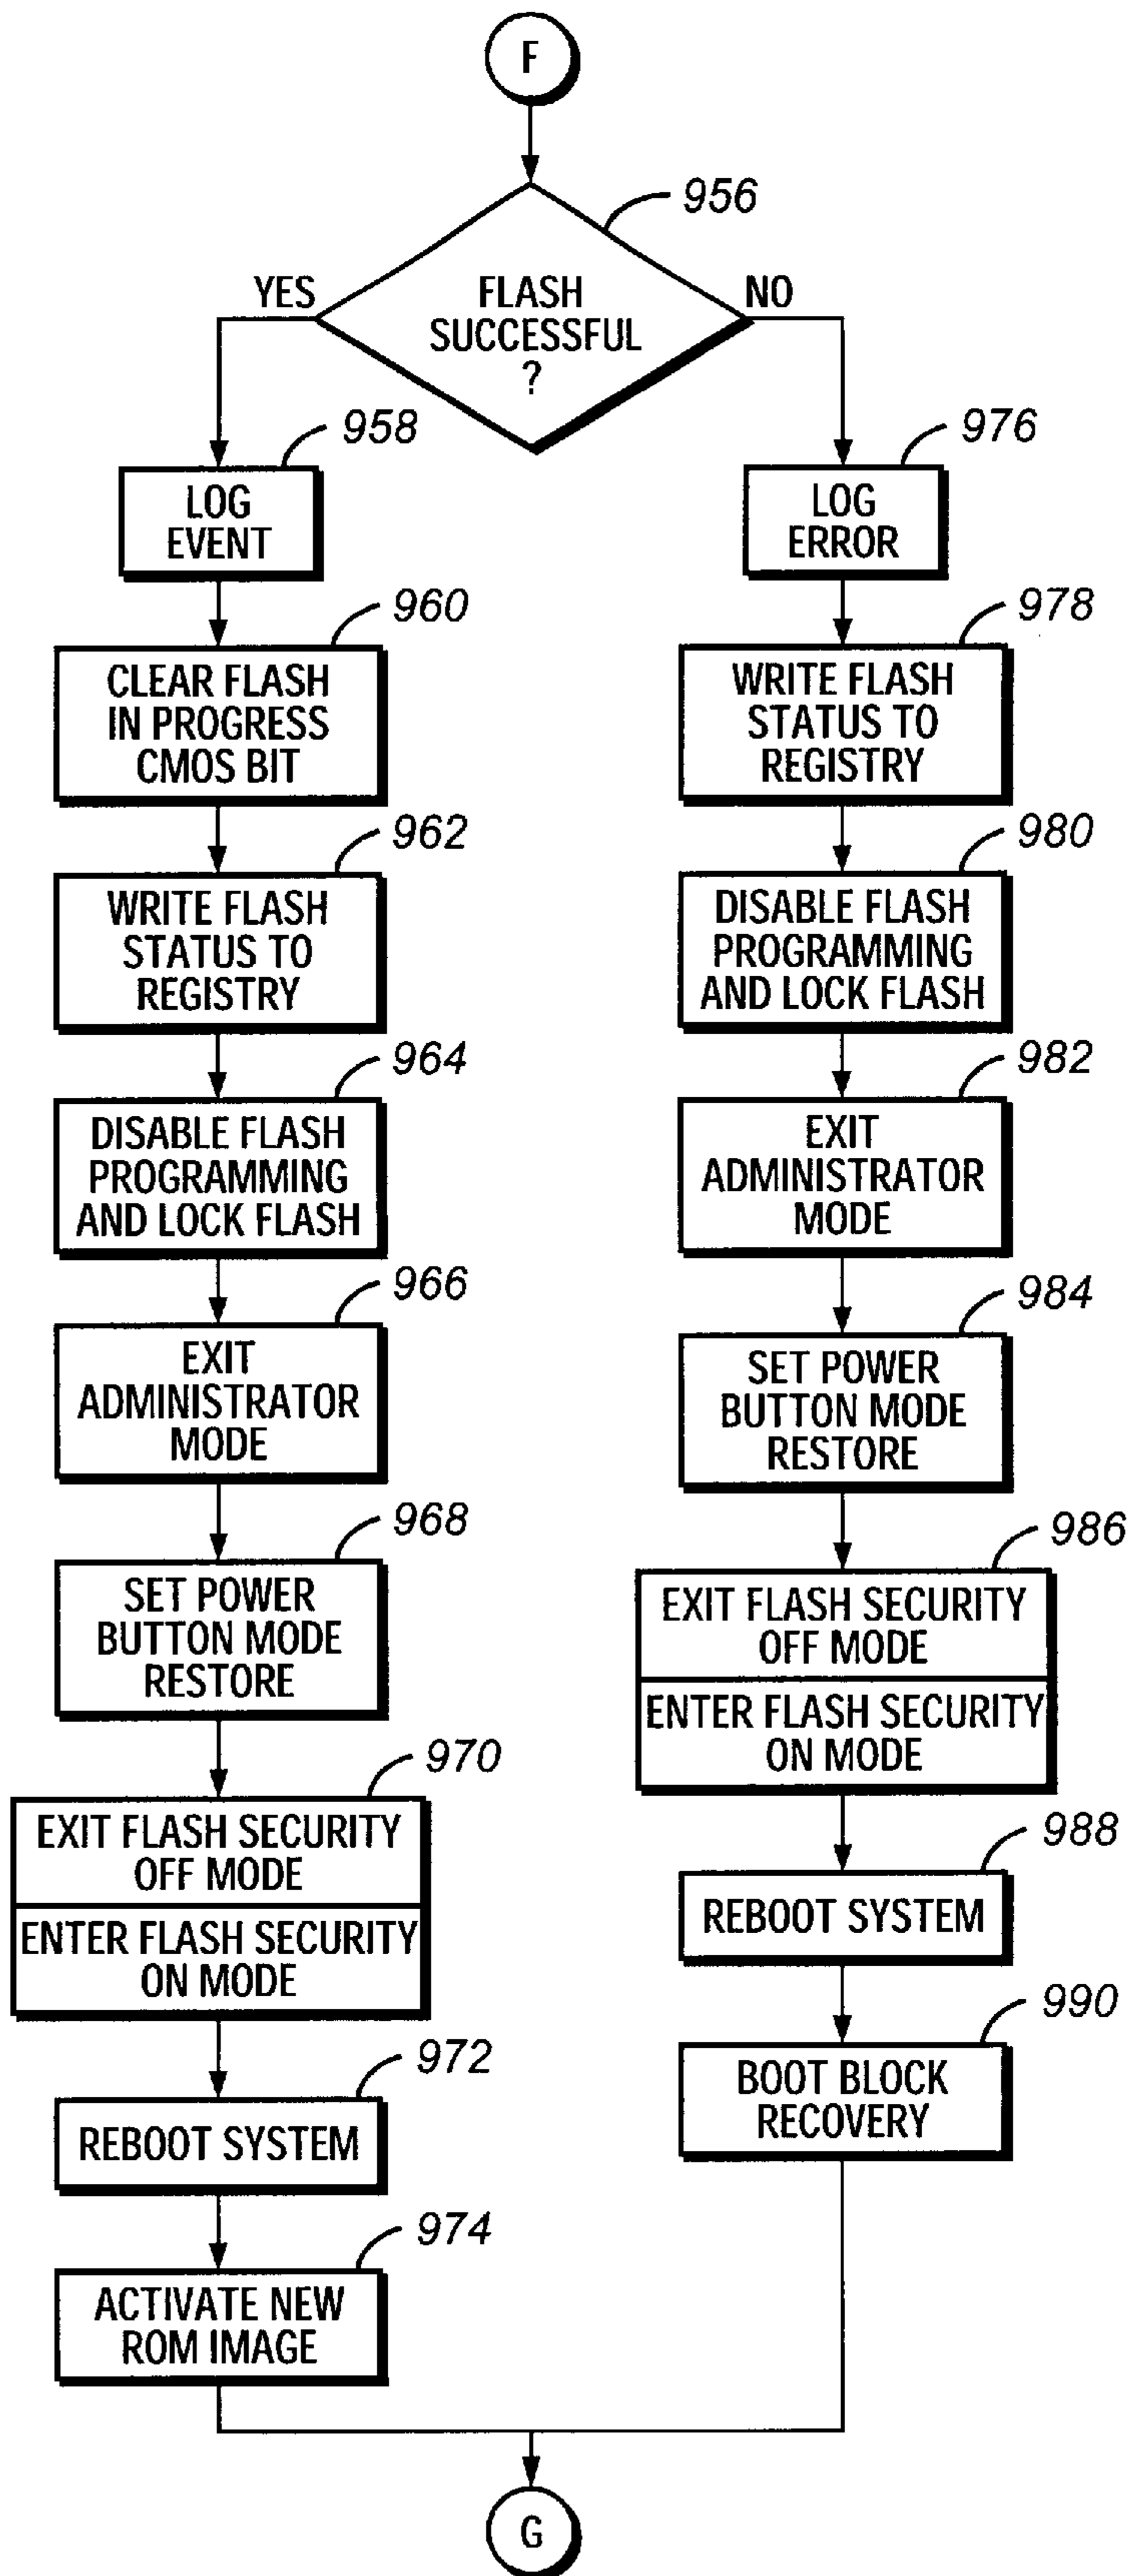 F
956
YES
FLASH
SUCCESSFUL
?
NO
958
LOG
EVENT
960
CLEAR FLASH
IN PROGRESS
CMOS BIT
962
WRITE FLASH
STATUS TO
REGISTRY
964
DISABLE FLASH
PROGRAMMING
AND LOCK FLASH
966
EXIT
ADMINISTRATOR
MODE
968
SET POWER
BUTTON MODE
RESTORE
970
EXIT FLASH SECURITY
OFF MODE
ENTER FLASH SECURITY
ON MODE
972
REBOOT SYSTEM
974
ACTIVATE NEW
ROM IMAGE
976
LOG
ERROR
978
WRITE FLASH
STATUS TO
REGISTRY
980
DISABLE FLASH
PROGRAMMING
AND LOCK FLASH
982
EXIT
ADMINISTRATOR
MODE
984
SET POWER
BUTTON MODE
RESTORE
986
EXIT FLASH SECURITY
OFF MODE
ENTER FLASH SECURITY
ON MODE
988
REBOOT SYSTEM
990
BOOT BLOCK
RECOVERY
G